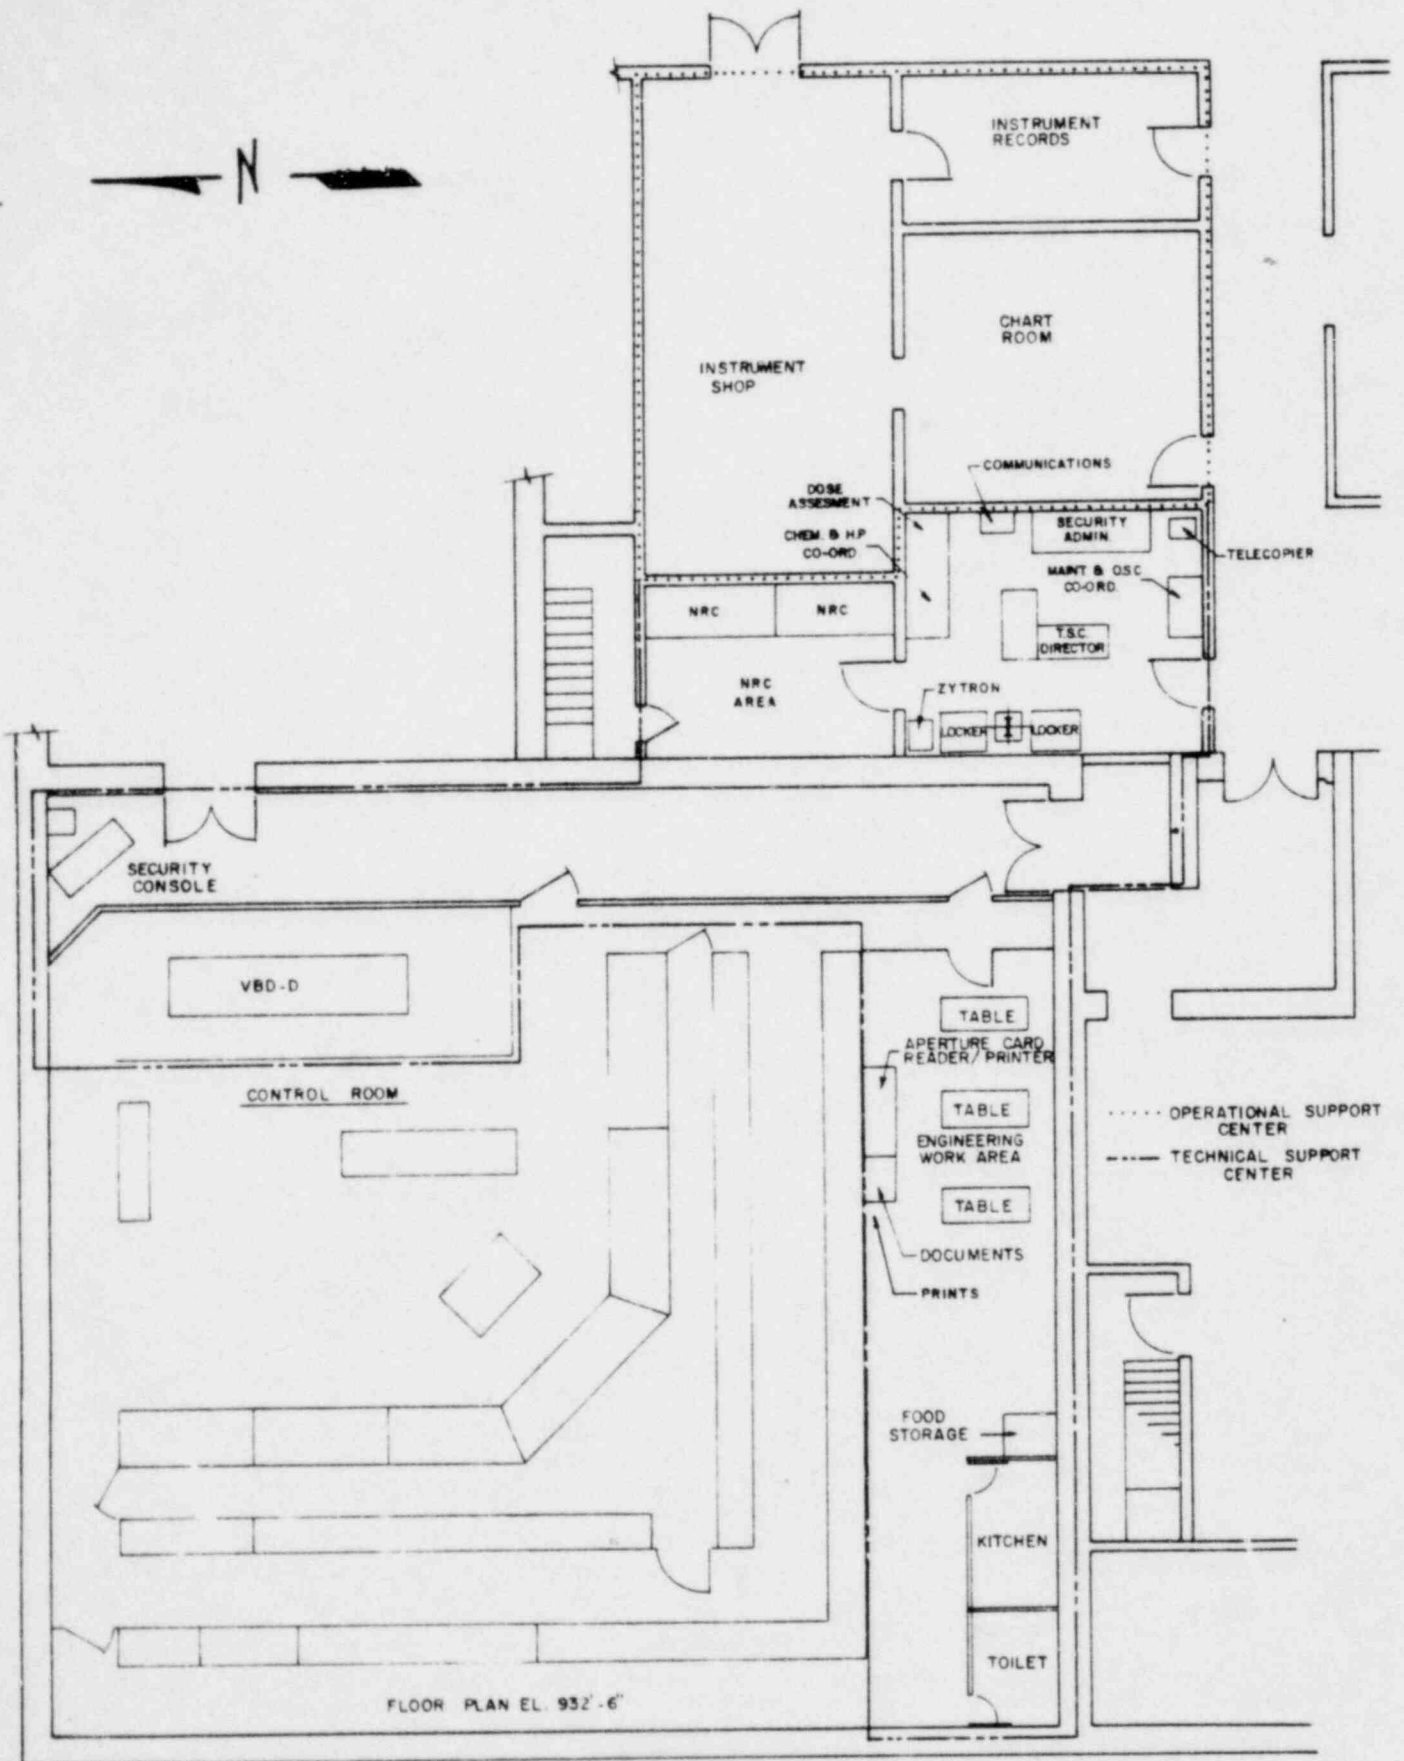 N
INSTRUMENT
RECORDS
CHART
ROOM
INSTRUMENT
SHOP
COMMUNICATIONS
DOSE
ASSESMENT
SECURITY
ADMIN.
CHEM. & H.P
CO-ORD.
TELECOPIER
MAINT & O.S.C
CO-ORD.
NRC
NRC
T.S.C.
DIRECTOR
NRC
AREA
ZYTRON
LOCKER
LOCKER
SECURITY
CONSOLE
VBD-D
TABLE
APERTURE CARD
READER/PRINTER
CONTROL ROOM
TABLE
OPERATIONAL SUPPORT
CENTER
ENGINEERING
WORK AREA
TECHNICAL SUPPORT
CENTER
TABLE
DOCUMENTS
PRINTS
FOOD
STORAGE
KITCHEN
TOILET
FLOOR PLAN EL. 932'-6"